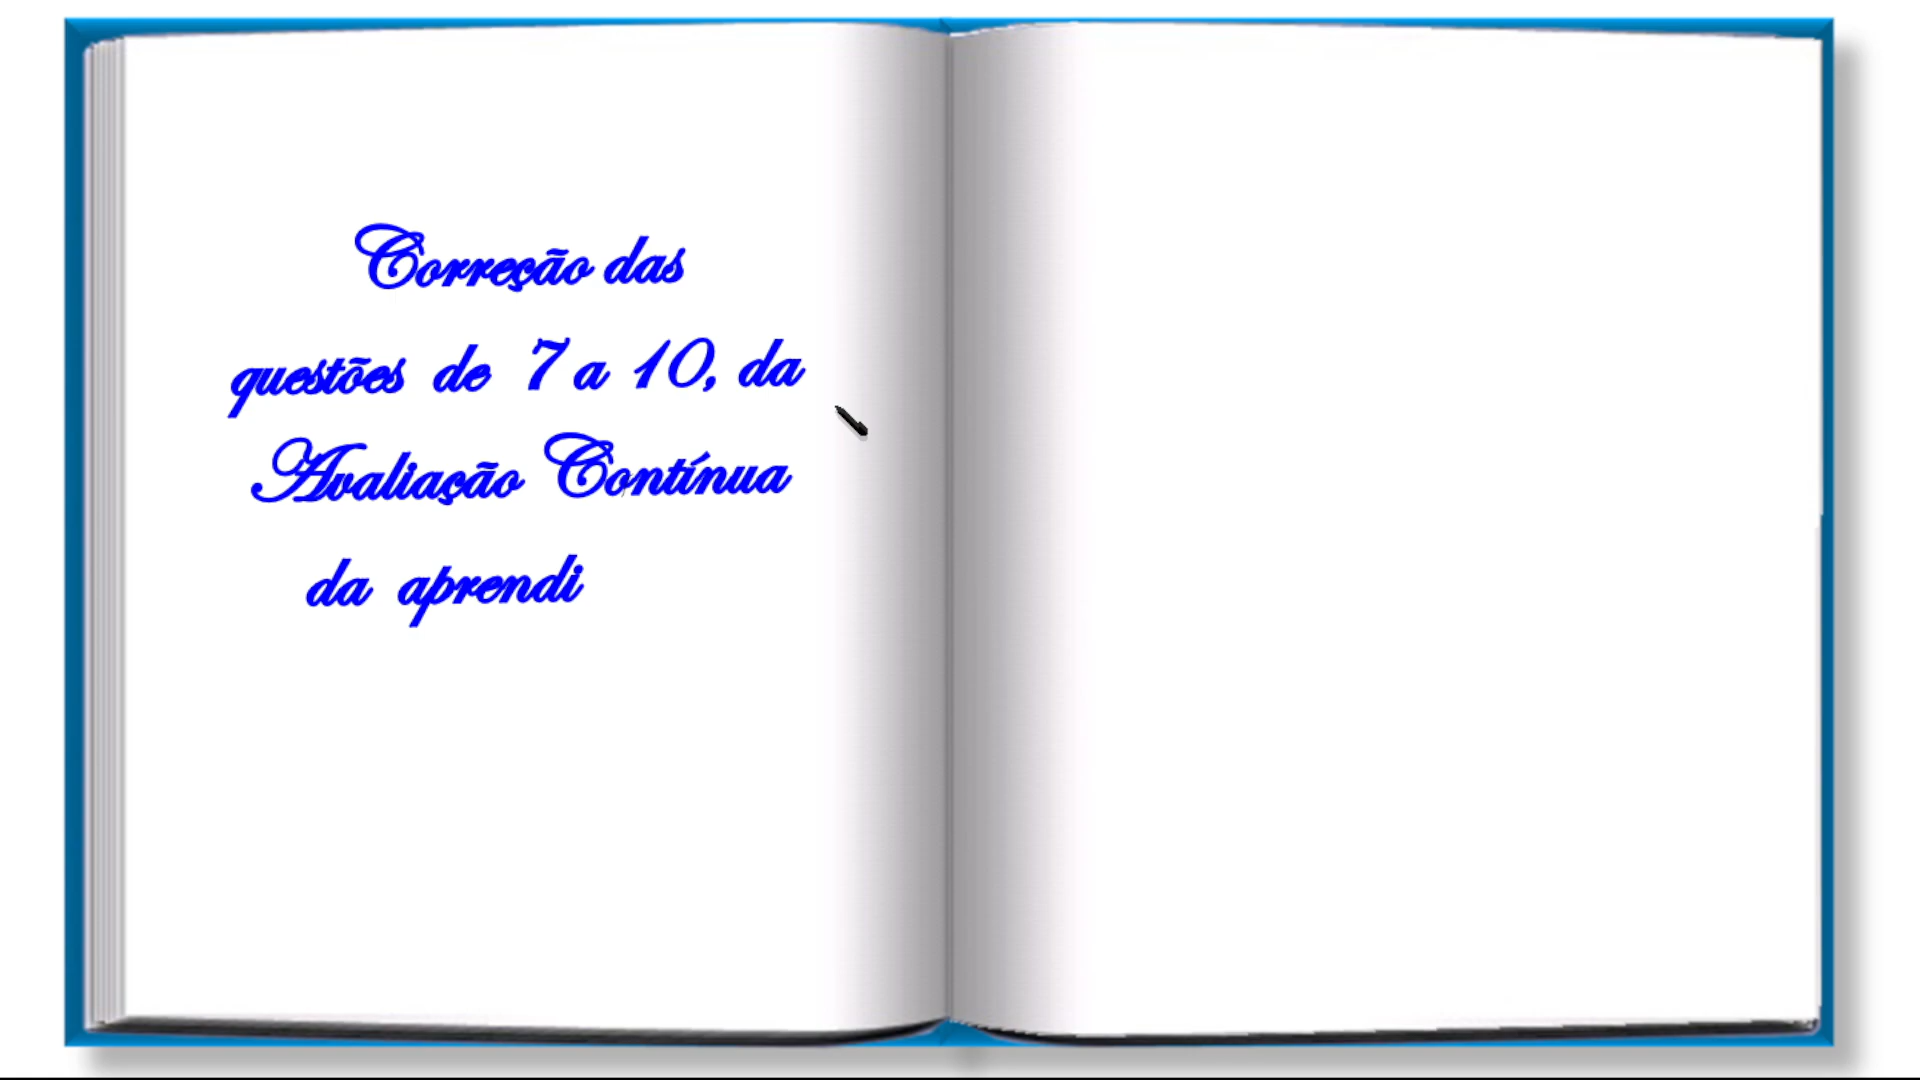 Correção das
questões de 7 a 10, da
Avaliação Contínua
da aprendi